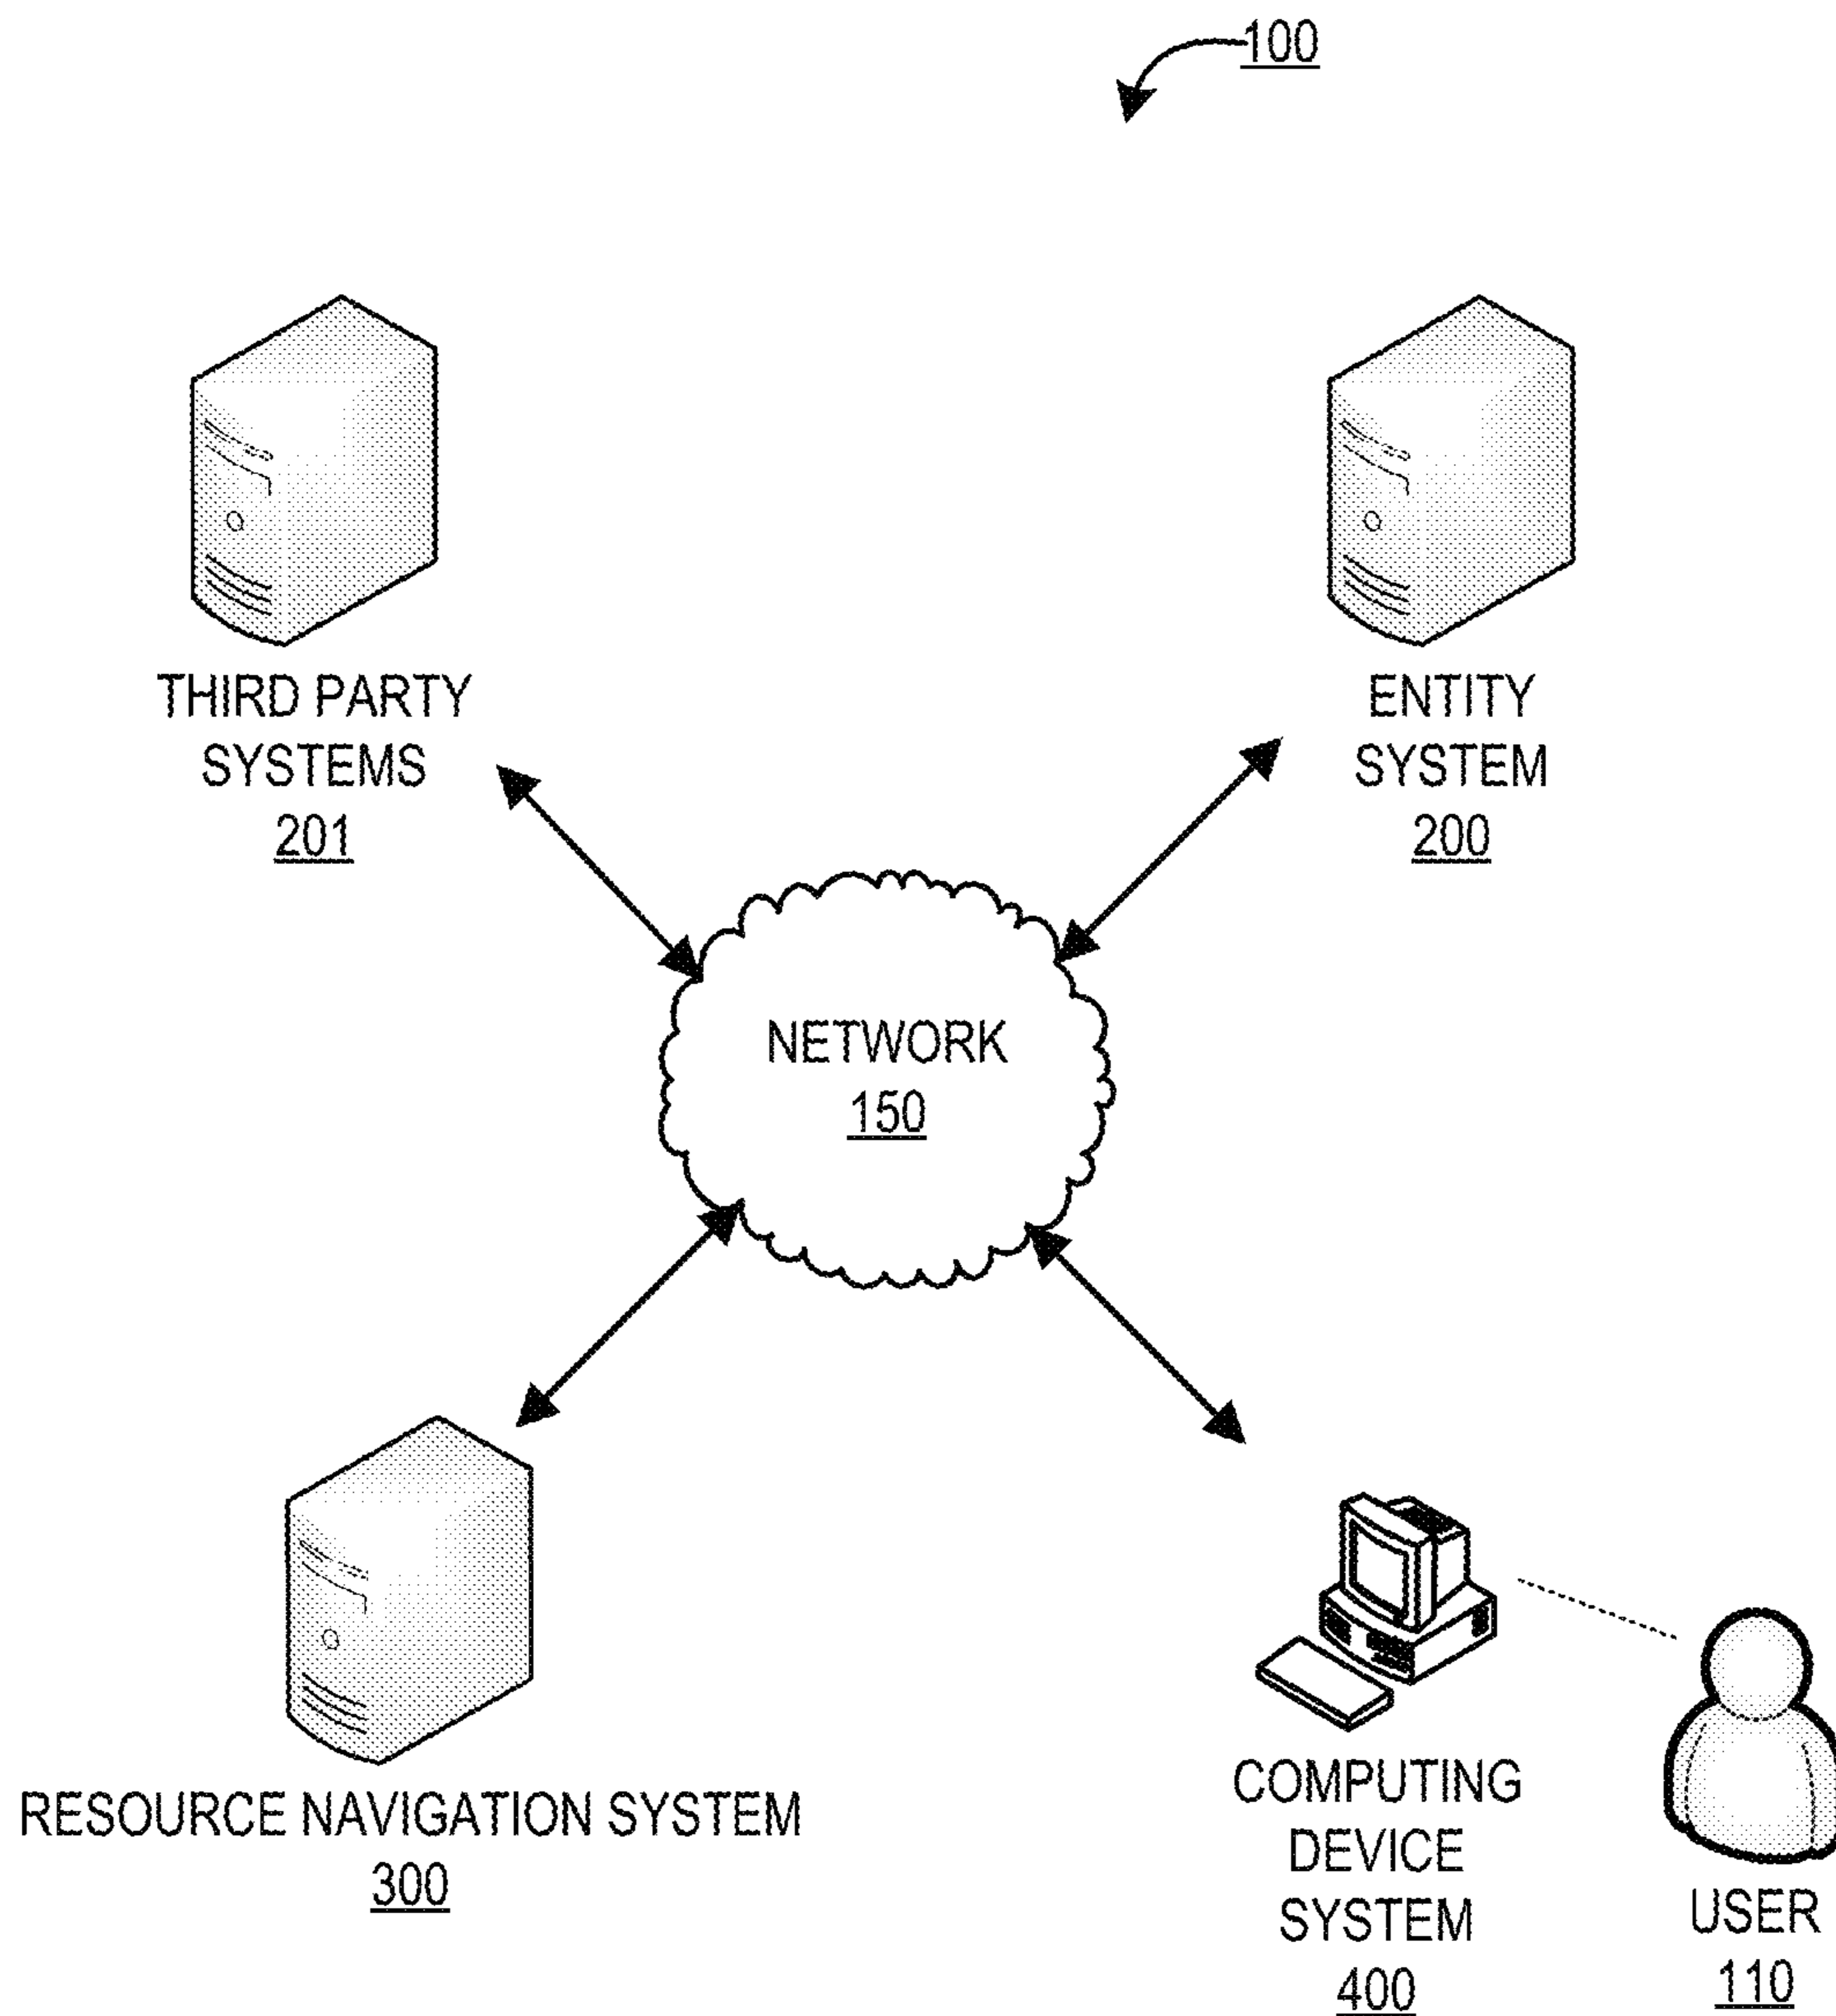 100
THIRD PARTY
SYSTEMS
201
ENTITY
SYSTEM
200
NETWORK
150
RESOURCE NAVIGATION SYSTEM
300
COMPUTING
DEVICE
SYSTEM
400
USER
110